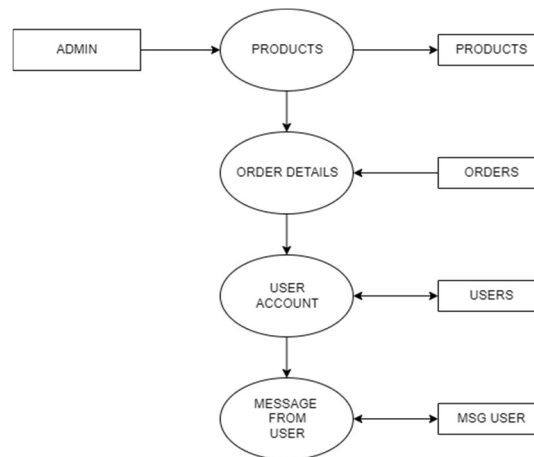 ADMIN
PRODUCTS
PRODUCTS
ORDER DETAILS
ORDERS
USER
ACCOUNT
USERS
MESSAGE
FROM
USER
MSG USER